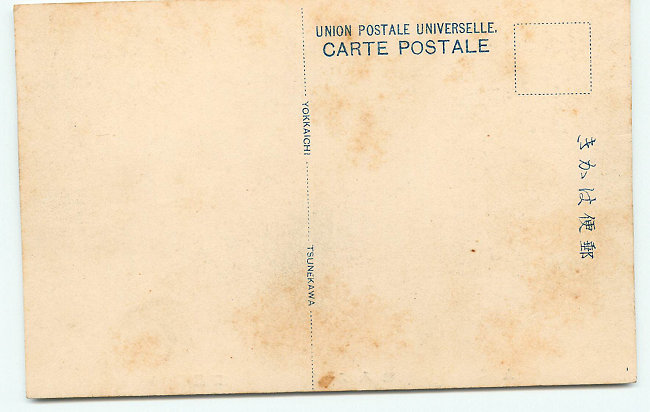 UNION POSTALE UNIVERSELLE.
CARTE POSTALE
YOKKAICHI
TSUNEKAWA
郵便はかき